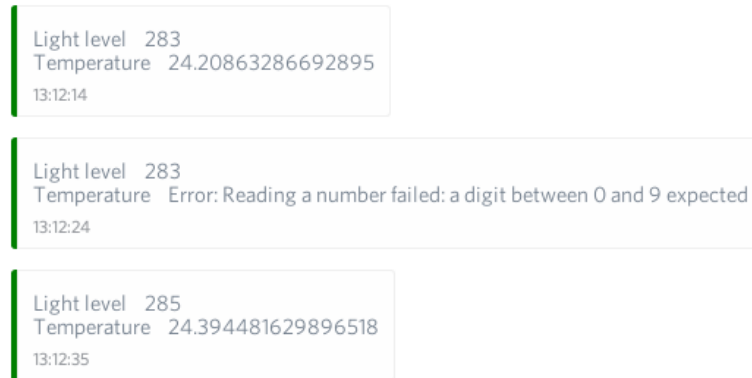 Light level 283
Temperature 24.20863286692895
13:12:14
Light level 283
Temperature Error: Reading a number failed: a digit between 0 and 9 expected
13:12:24
Light level 285
Temperature 24.394481629896518
13:12:35